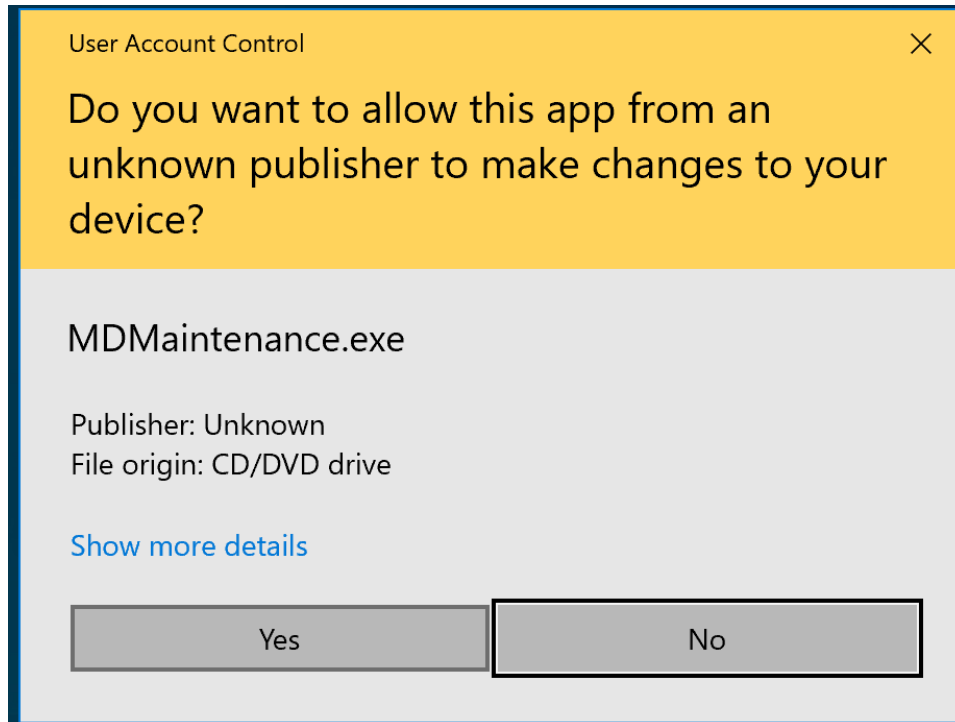 User Account Control
Do you want to allow this app from an
unknown publisher to make changes to your
device?
MDMaintenance.exe
Publisher: Unknown
File origin: CD/DVD drive
Show more details
Yes
No